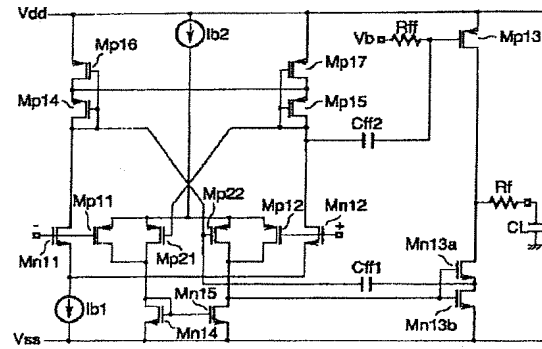 Vdd
Ib2
Vb
Rff
Mp13
Mp16
Mp17
Mp14
Mp15
Cff2
Mp11
Mp22
Mp12
Mn12
Rf
-
+
Mp21
CL
Mn11
Mn13a
Cff1
Ib1
Mn15
Mn14
Mn13b
Vss